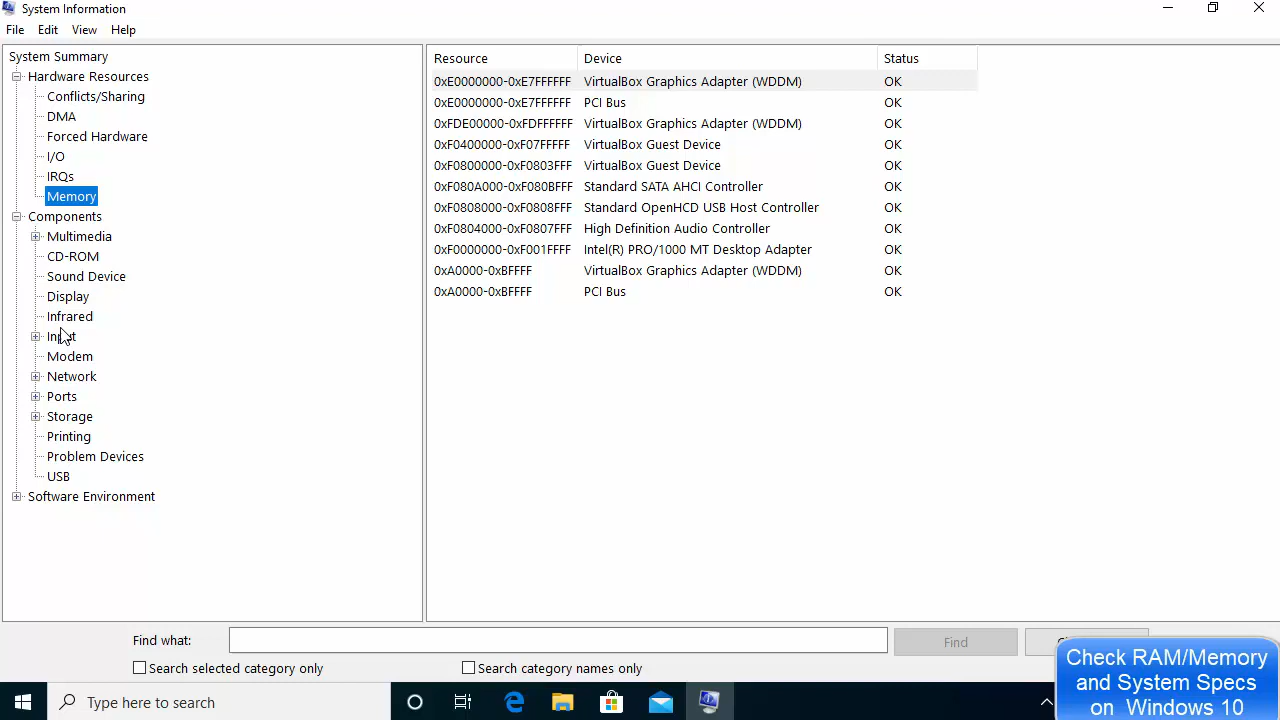 System Information
File Edit View Help
System Summary
Hardware Resources
Conflicts/Sharing
DMA
Forced Hardware
I/O
IRQs
Memory
Components
Multimedia
CD-ROM
Sound Device
Display
Infrared
Input
Modem
Network
Ports
Storage
Printing
Problem Devices
USB
Software Environment
Resource Device Status
0xE0000000-0xE7FFFFFF VirtualBox Graphics Adapter (WDDM) OK
0xE0000000-0xE7FFFFFF PCI Bus OK
0xFDE00000-0xFDFFFFFF VirtualBox Graphics Adapter (WDDM) OK
0xF0400000-0xF07FFFFF VirtualBox Guest Device OK
0xF0800000-0xF0803FFF VirtualBox Guest Device OK
0xF080A000-0xF080BFFF Standard SATA AHCI Controller OK
0xF0808000-0xF0808FFF Standard OpenHCD USB Host Controller OK
0xF0804000-0xF0807FFF High Definition Audio Controller OK
0xF0000000-0xF001FFFF Intel(R) PRO/1000 MT Desktop Adapter OK
0xA0000-0xBFFFF VirtualBox Graphics Adapter (WDDM) OK
0xA0000-0xBFFFF PCI Bus OK
Find what:
Find
Search selected category only
Search category names only
Type here to search
Check RAM/Memory
and System Specs
on Windows 10